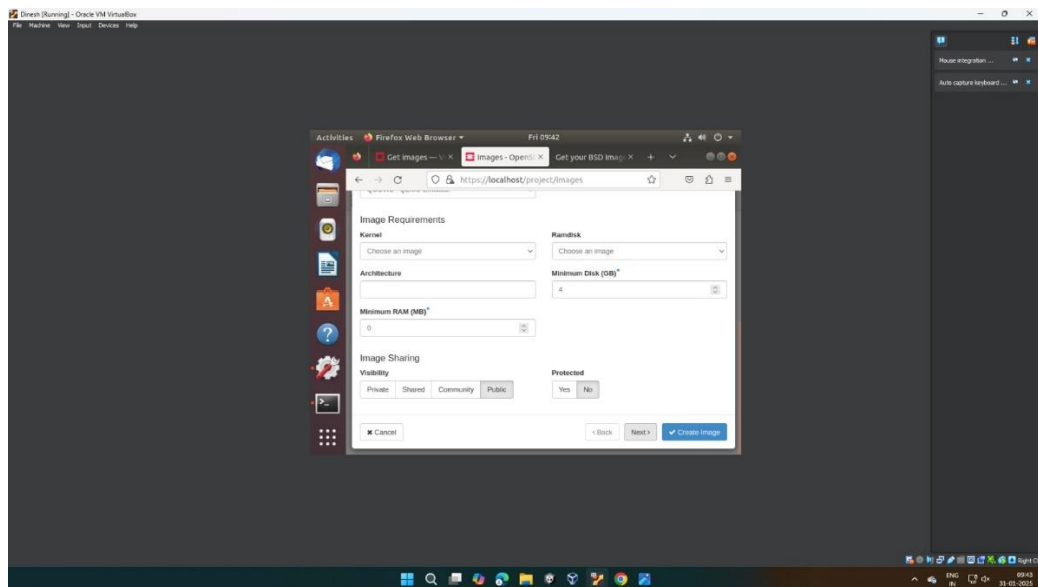 Dinesh [Running] - Oracle VM VirtualBox
File Machine View Input Devices Help
Mouse integration ...
Auto capture keyboard ...
Activities Firefox Web Browser Fri 09:42
Get images — Images - OpenSt Get your BSD Imag
https://localhost/project/images
Image Requirements
Kernel Ramdisk
Choose an image Choose an image
Architecture Minimum Disk (GB)*
4
Minimum RAM (MB)*
0
Image Sharing
Visibility Protected
Private Shared Community Public Yes No
Cancel < Back Next > Create Image
Right C
ENG 09:43
IN 31-01-2025